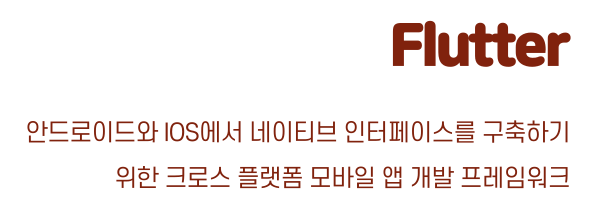 Flutter
안드로이드와 IOS에서 네이티브 인터페이스를 구축하기
위한 크로스 플랫폼 모바일 앱 개발 프레임워크